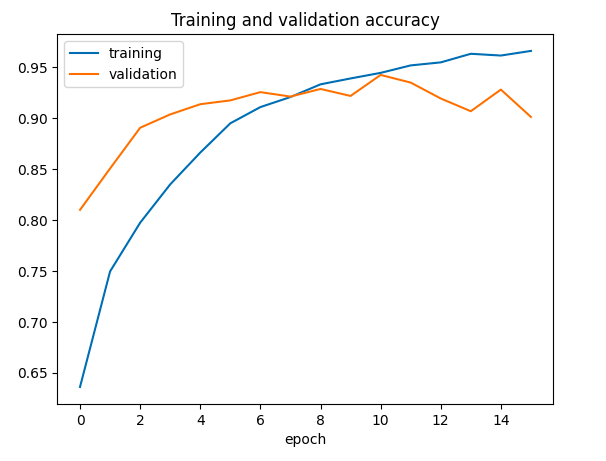 Training and validation accuracy
training
validation
0.95
0.90
0.85
0.80
0.75
0.70
0.65
0 2 4 6 8 10 12 14
epoch